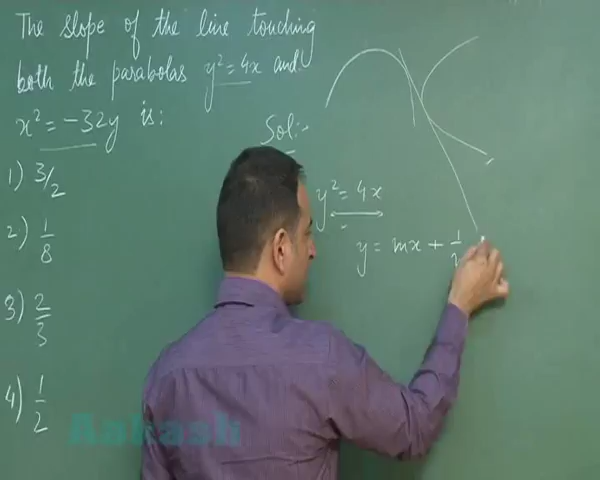 The slope of the line touching
both the parabolas y² = 4x and
x² = -32y is:
Sol:-
1) 3/2
2) 1/8
3) 2/3
4) 1/2
y² = 4x
y = mx + 1/
Aakash